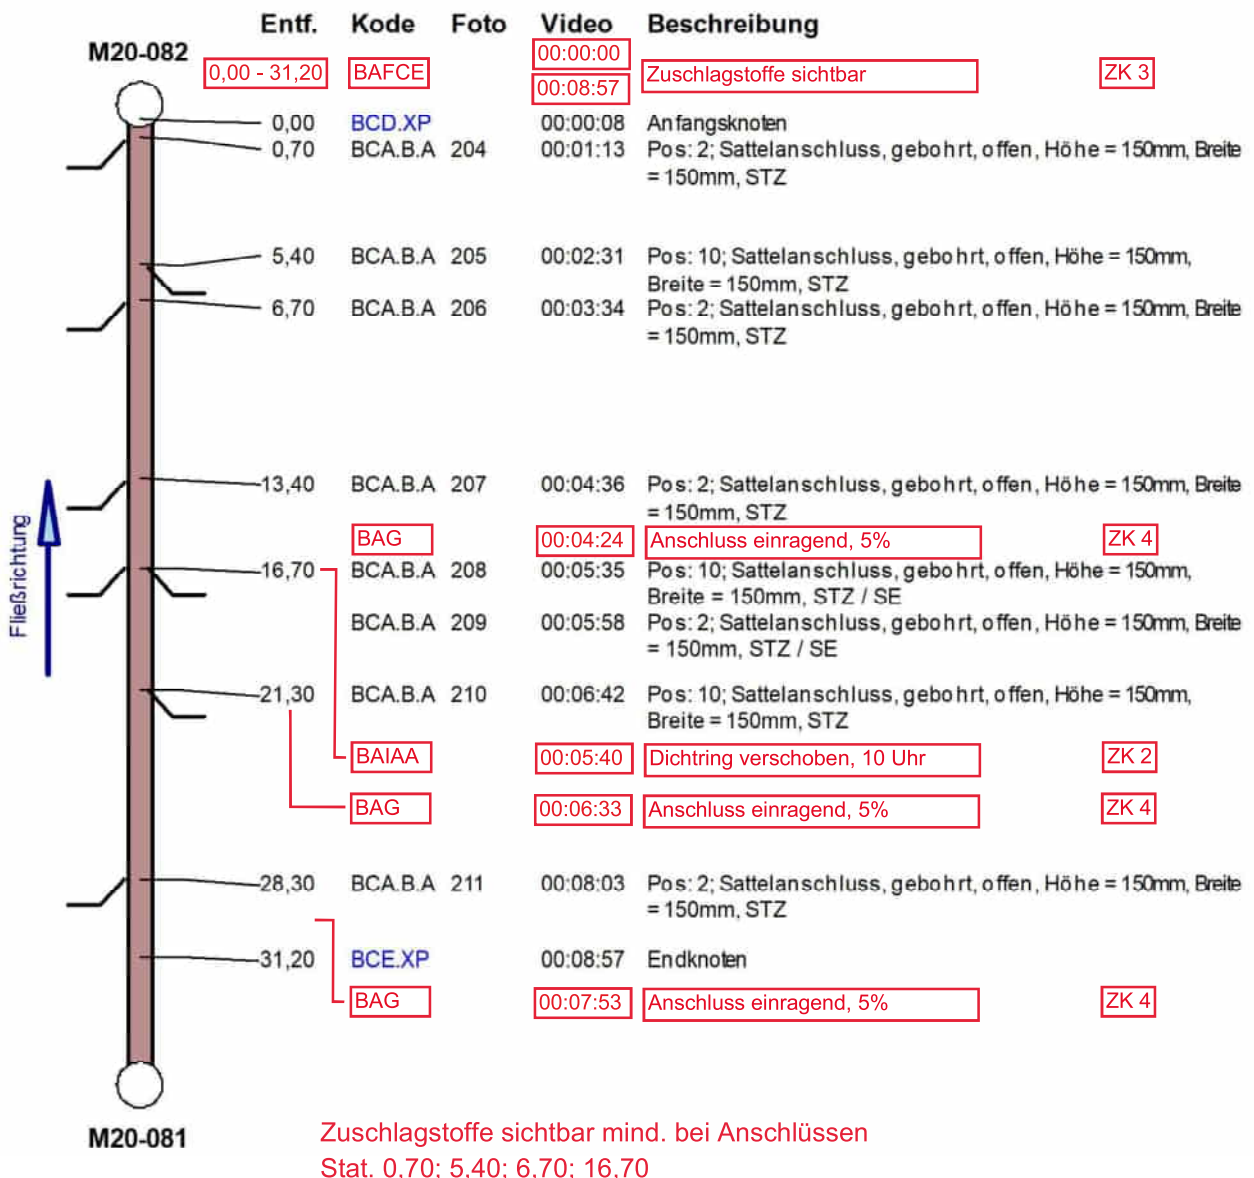 Entf. Kode Foto Video Beschreibung
M20-082
00:00:00
0,00 - 31,20 BAFCE 00:08:57 Zuschlagstoffe sichtbar ZK 3
0,00 BCD.XP 00:00:08 Anfangsknoten
0,70 BCA.B.A 204 00:01:13 Pos: 2; Sattelanschluss, gebohrt, offen, Höhe = 150mm, Breite
= 150mm, STZ
5,40 BCA.B.A 205 00:02:31 Pos: 10; Sattelanschluss, gebohrt, offen, Höhe = 150mm,
Breite = 150mm, STZ
6,70 BCA.B.A 206 00:03:34 Pos: 2; Sattelanschluss, gebohrt, offen, Höhe = 150mm, Breite
= 150mm, STZ
13,40 BCA.B.A 207 00:04:36 Pos: 2; Sattelanschluss, gebohrt, offen, Höhe = 150mm, Breite
= 150mm, STZ
BAG 00:04:24 Anschluss einragend, 5% ZK 4
Fließrichtung
16,70 BCA.B.A 208 00:05:35 Pos: 10; Sattelanschluss, gebohrt, offen, Höhe = 150mm,
Breite = 150mm, STZ / SE
BCA.B.A 209 00:05:58 Pos: 2; Sattelanschluss, gebohrt, offen, Höhe = 150mm, Breite
= 150mm, STZ / SE
21,30 BCA.B.A 210 00:06:42 Pos: 10; Sattelanschluss, gebohrt, offen, Höhe = 150mm,
Breite = 150mm, STZ
BAIAA 00:05:40 Dichtring verschoben, 10 Uhr ZK 2
BAG 00:06:33 Anschluss einragend, 5% ZK 4
28,30 BCA.B.A 211 00:08:03 Pos: 2; Sattelanschluss, gebohrt, offen, Höhe = 150mm, Breite
= 150mm, STZ
31,20 BCE.XP 00:08:57 Endknoten
BAG 00:07:53 Anschluss einragend, 5% ZK 4
M20-081
Zuschlagstoffe sichtbar mind. bei Anschlüssen
Stat. 0,70; 5,40; 6,70; 16,70